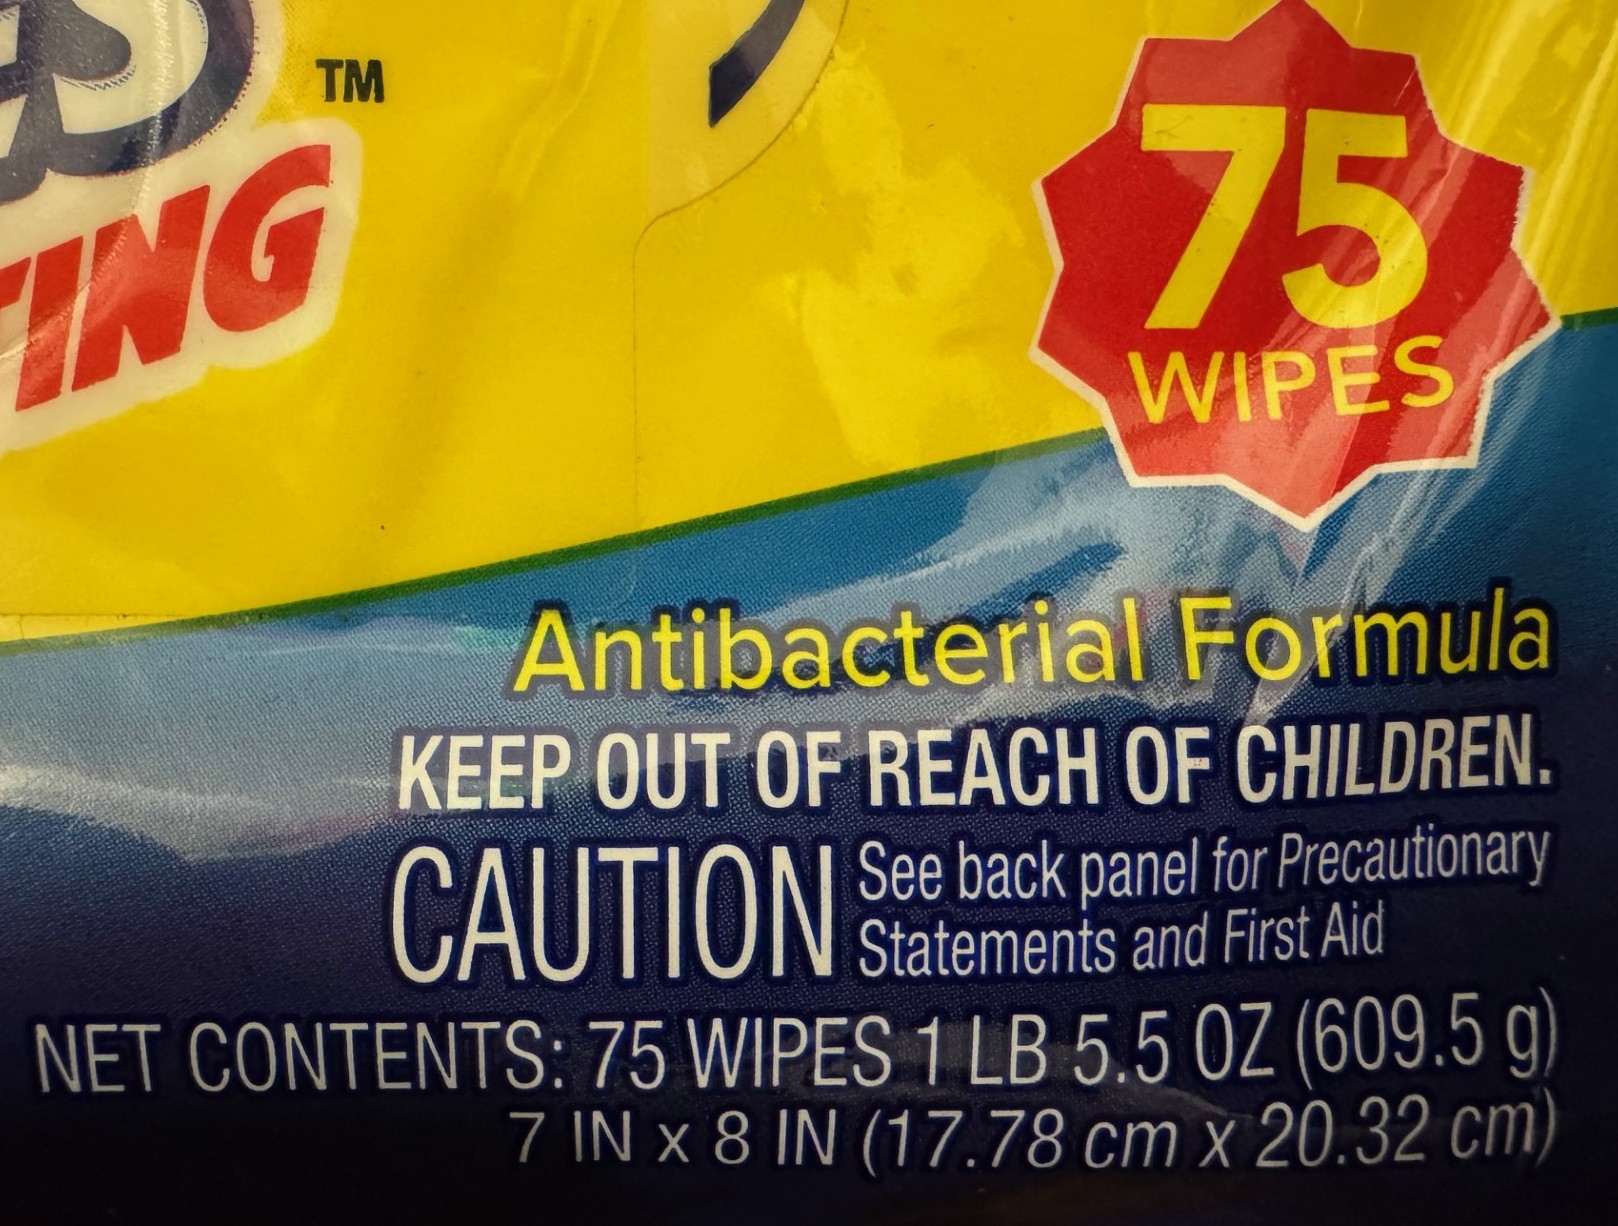 TM
75
WIPES
Antibacterial Formula
KEEP OUT OF REACH OF CHILDREN.
CAUTION See back panel for Precautionary
Statements and First Aid
NET CONTENTS: 75 WIPES 1 LB 5.5 OZ (609.5 g)
7 IN x 8 IN (17.78 cm x 20.32 cm)